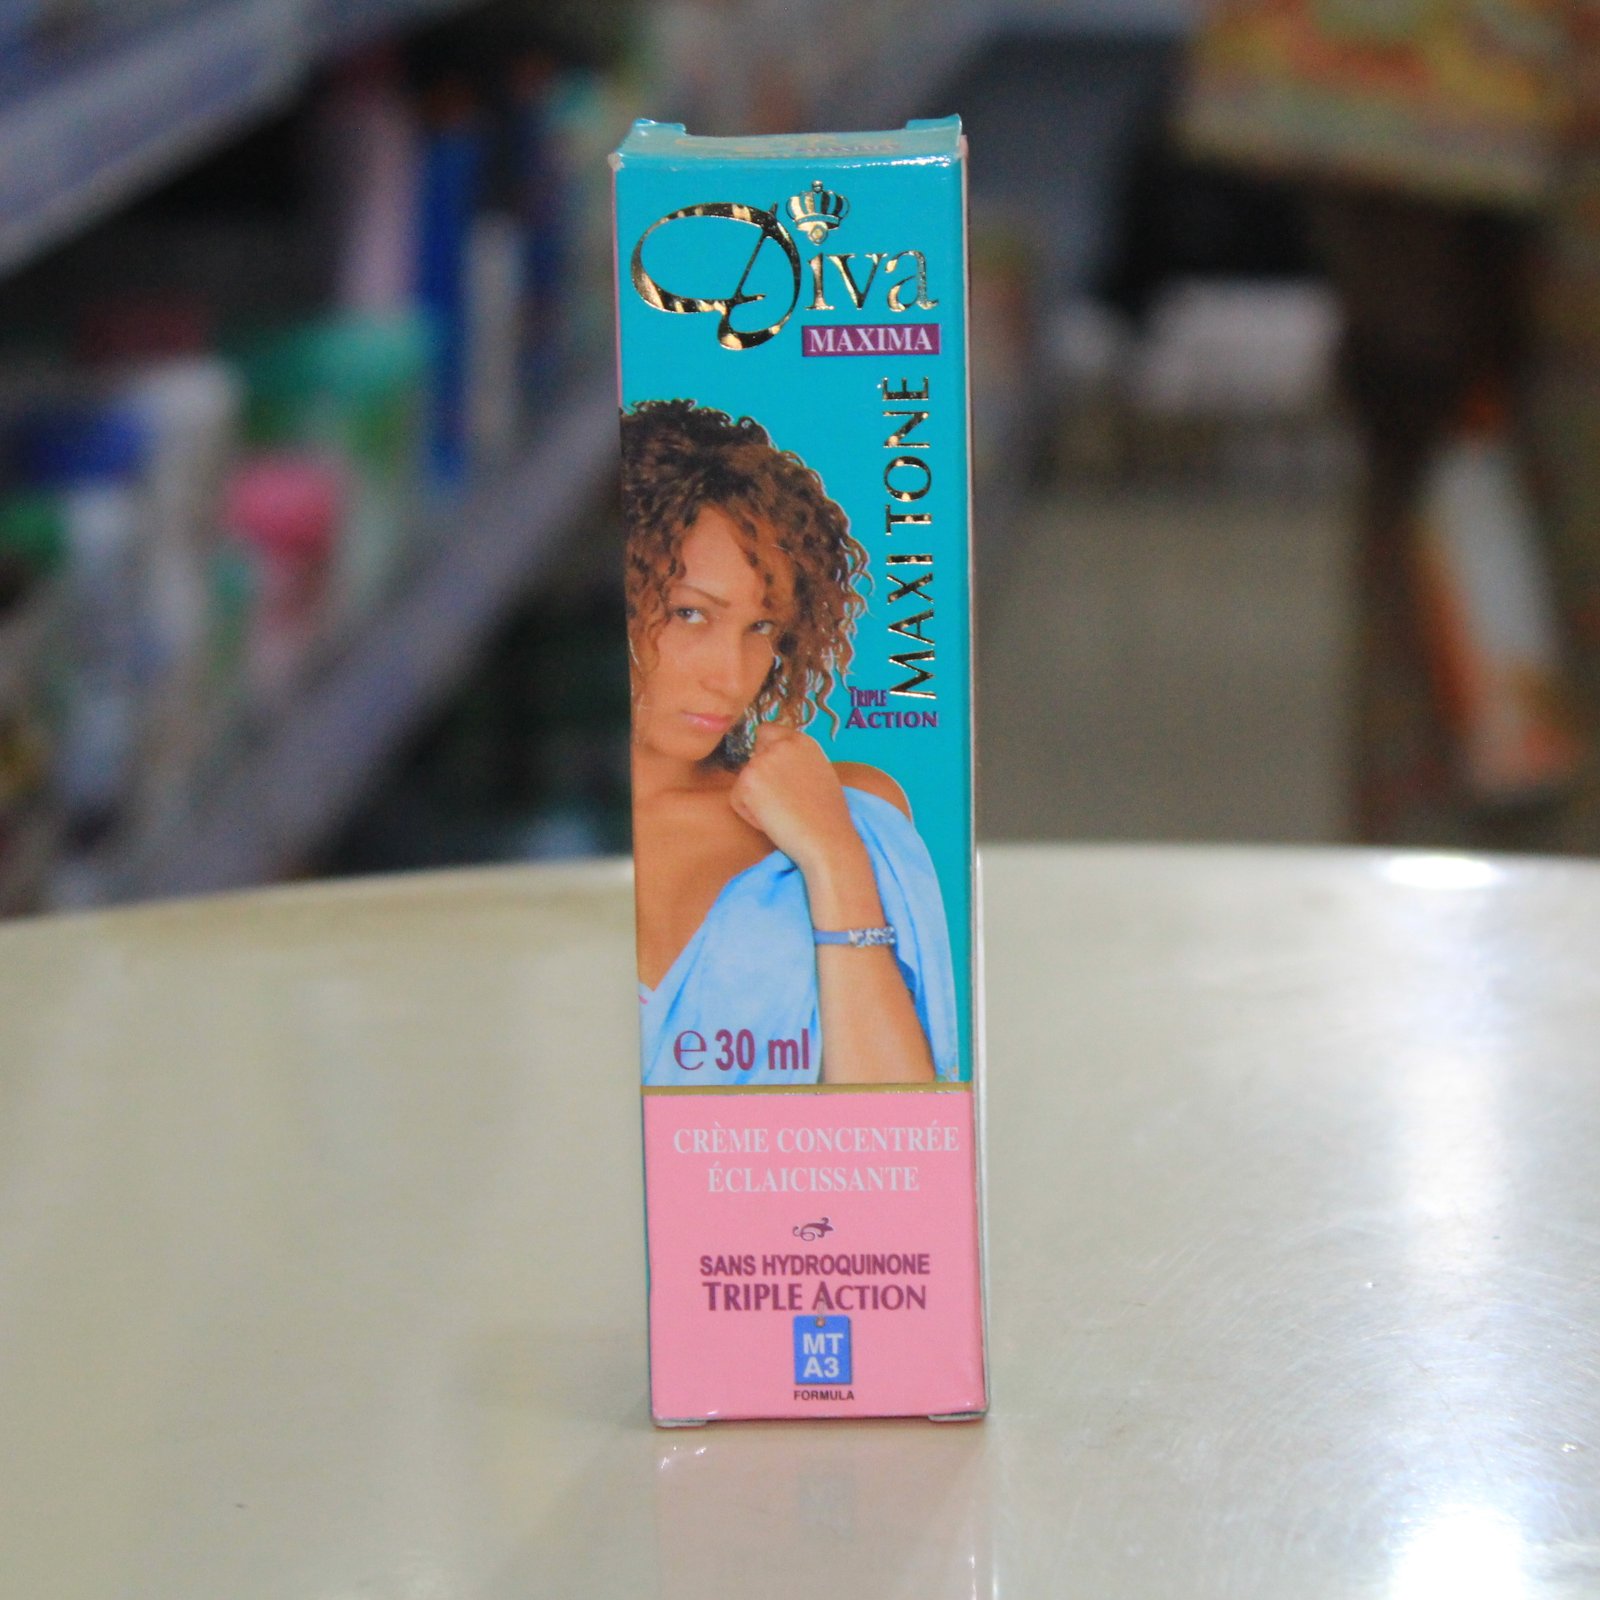 Diva
MAXIMA
MAXI TONE
TRIPLE
ACTION
℮ 30 ml
CRÈME CONCENTRÉE
ÉCLAICISSANTE
SANS HYDROQUINONE
TRIPLE ACTION
MT
A3
FORMULA